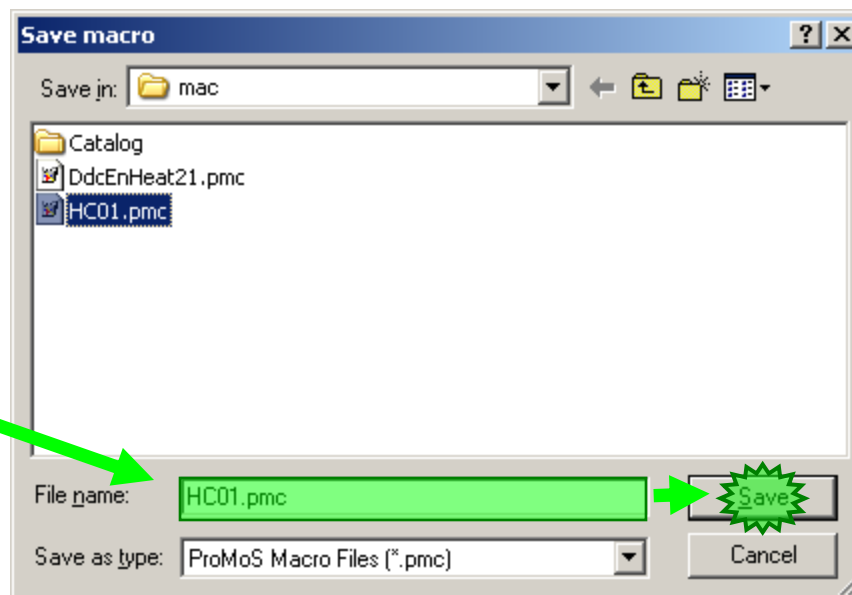 Save macro
Save in: mac
Catalog
DdcEnHeat21.pmc
HC01.pmc
File name: HC01.pmc Save
Save as type: ProMoS Macro Files (*.pmc) Cancel